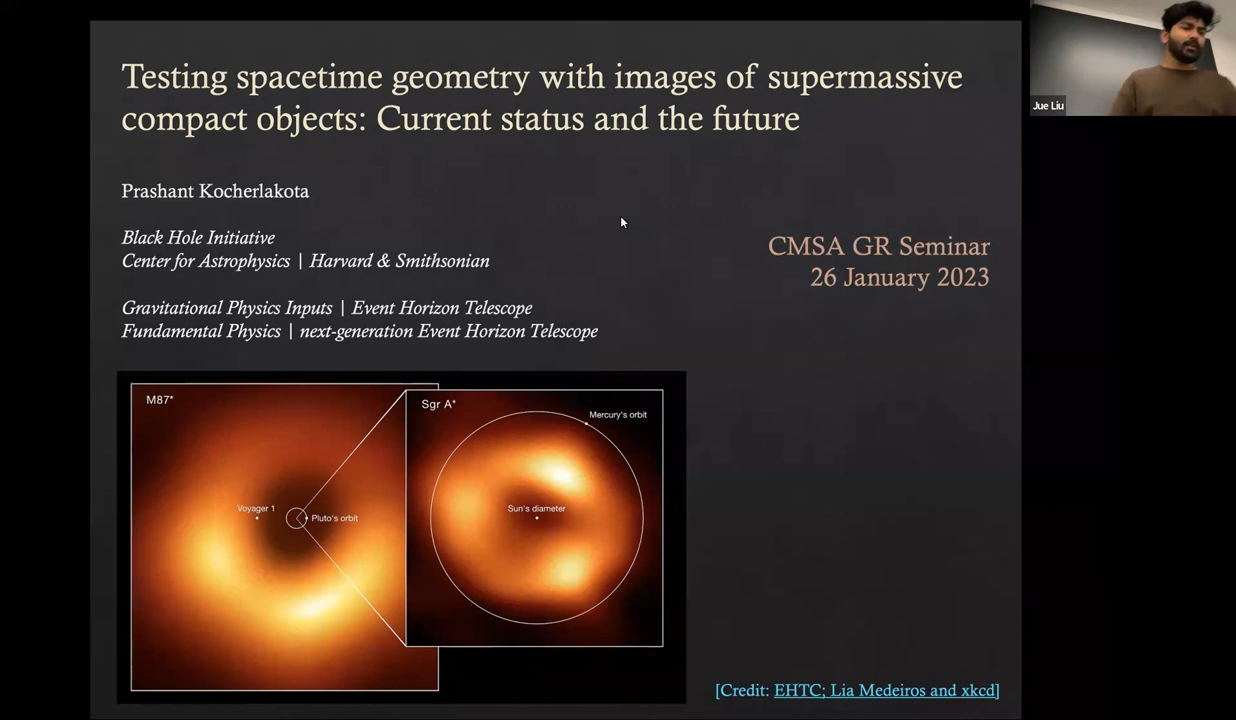 Testing spacetime geometry with images of supermassive
compact objects: Current status and the future
Jue Liu
Prashant Kocherlakota
Black Hole Initiative
Center for Astrophysics | Harvard & Smithsonian
CMSA GR Seminar
26 January 2023
Gravitational Physics Inputs | Event Horizon Telescope
Fundamental Physics | next-generation Event Horizon Telescope
M87*
Sgr A*
Mercury's orbit
Voyager 1
Pluto's orbit
Sun's diameter
[Credit: EHTC; Lia Medeiros and xkcd]